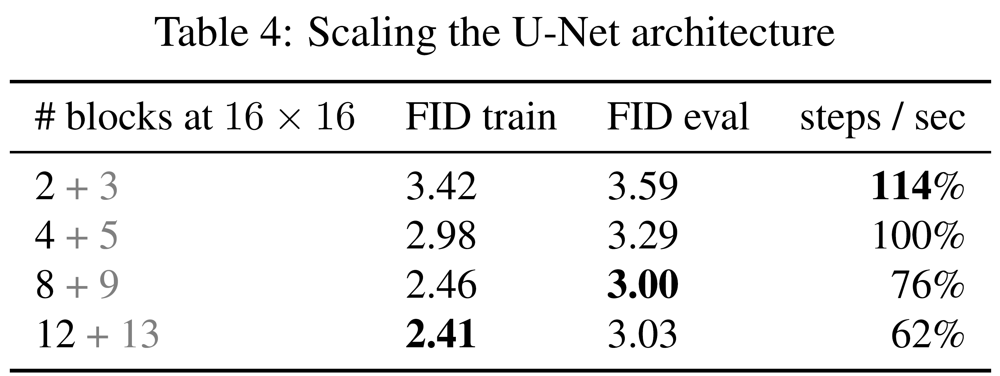 Table 4: Scaling the U-Net architecture
# blocks at 16 × 16 FID train FID eval steps / sec
2 + 3 3.42 3.59 114%
4 + 5 2.98 3.29 100%
8 + 9 2.46 3.00 76%
12 + 13 2.41 3.03 62%